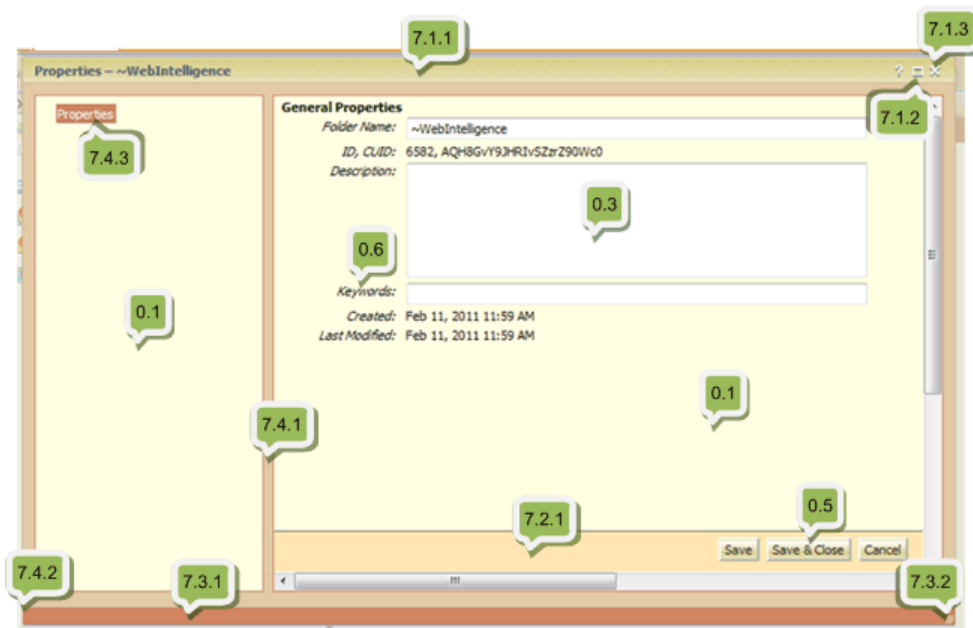 7.1.1
7.1.3
Properties – ~WebIntelligence
?
7.1.2
Properties
General Properties
Folder Name: ~WebIntelligence
7.4.3
ID, CUID: 6582, AQH8GvY9JHRIvSZzrZ90Wc0
Description:
0.3
0.6
Keywords:
0.1
Created: Feb 11, 2011 11:59 AM
Last Modified: Feb 11, 2011 11:59 AM
0.1
7.4.1
0.5
7.2.1
Save Save & Close Cancel
7.4.2
7.3.1
7.3.2